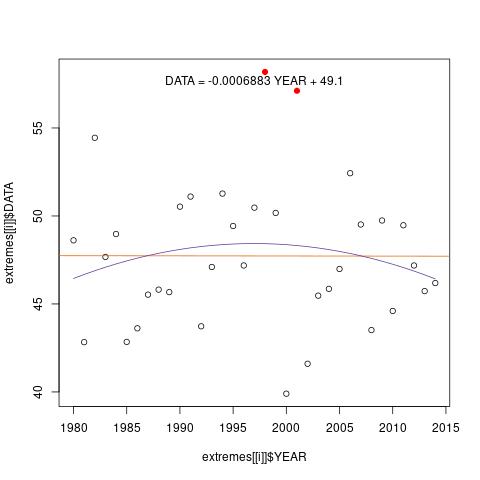 DATA = -0.0006883 YEAR + 49.1
55
50
45
40
extremes[[i]]$DATA
1980 1985 1990 1995 2000 2005 2010 2015
extremes[[i]]$YEAR